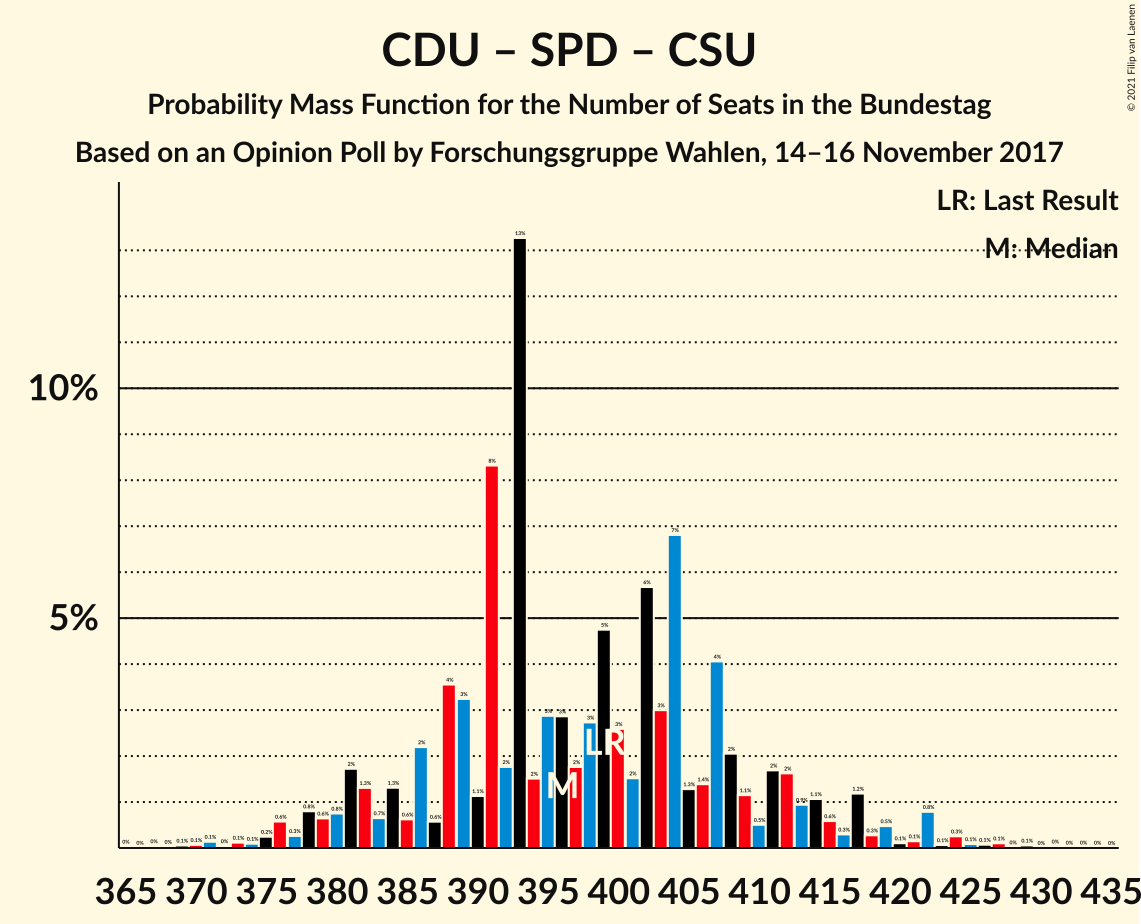 CDU – SPD – CSU
Probability Mass Function for the Number of Seats in the Bundestag
Based on an Opinion Poll by Forschungsgruppe Wahlen, 14–16 November 2017
© 2021 Filip van Laenen
LR: Last Result
M: Median
10%
5%
LR
M
365 370 375 380 385 390 395 400 405 410 415 420 425 430 435